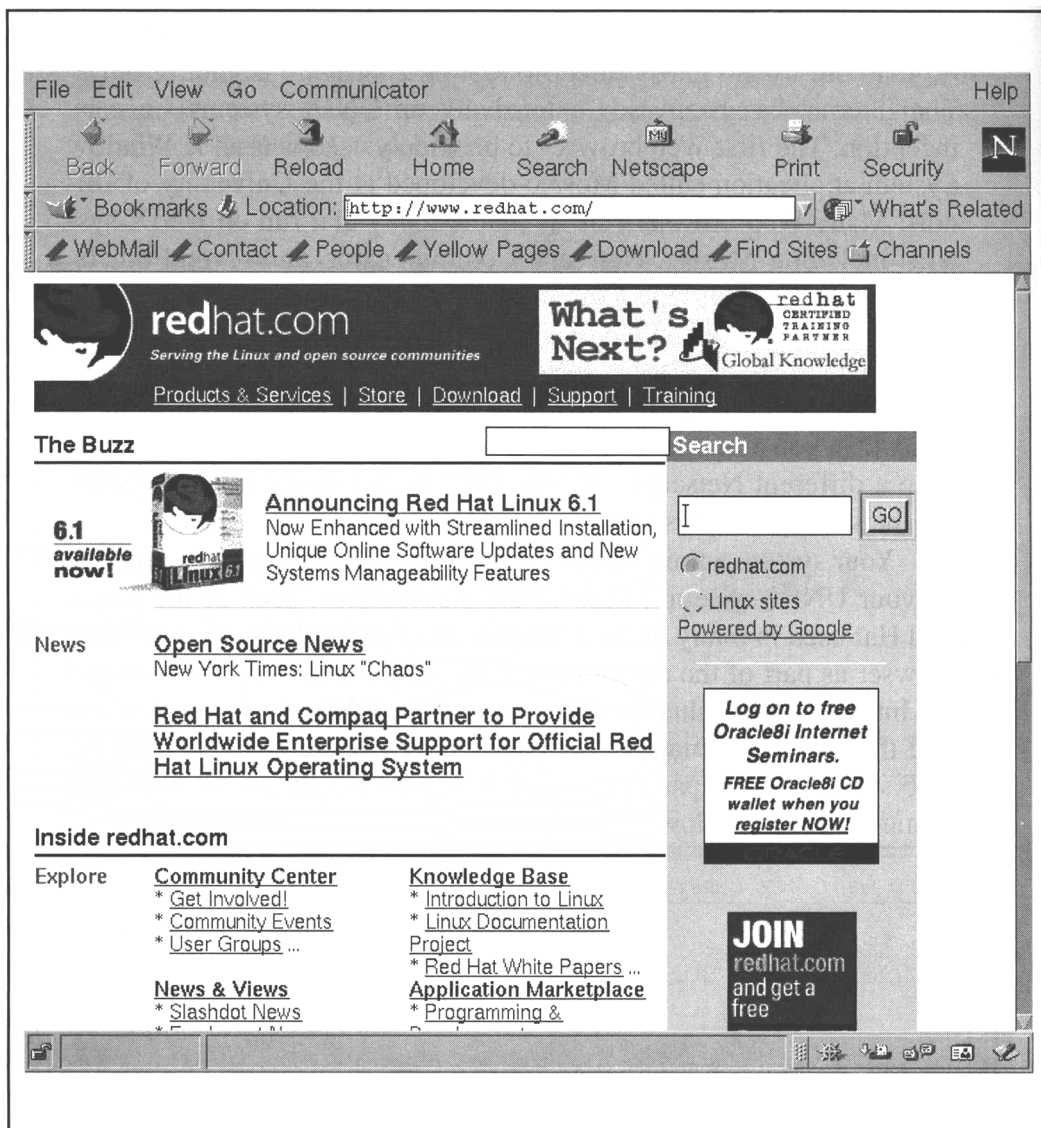 File Edit View Go Communicator Help
Back Forward Reload Home Search Netscape Print Security
My
N
Bookmarks Location: http://www.redhat.com/ What's Related
WebMail Contact People Yellow Pages Download Find Sites Channels
redhat.com
Serving the Linux and open source communities
What's Next?
redhat
CERTIFIED
TRAINING
PARTNER
Global Knowledge
Products & Services | Store | Download | Support | Training
The Buzz
6.1
available
now!
redhat
Linux 6.1
Announcing Red Hat Linux 6.1
Now Enhanced with Streamlined Installation,
Unique Online Software Updates and New
Systems Manageability Features
News
Open Source News
New York Times: Linux "Chaos"
Red Hat and Compaq Partner to Provide
Worldwide Enterprise Support for Official Red
Hat Linux Operating System
Search
GO
redhat.com
Linux sites
Powered by Google
Log on to free
Oracle8i Internet
Seminars.
FREE Oracle8i CD
wallet when you
register NOW!
ORACLE
Inside redhat.com
Explore
Community Center
* Get Involved!
* Community Events
* User Groups ...
News & Views
* Slashdot News
Knowledge Base
* Introduction to Linux
* Linux Documentation
Project
* Red Hat White Papers ...
Application Marketplace
* Programming &
JOIN
redhat.com
and get a
free